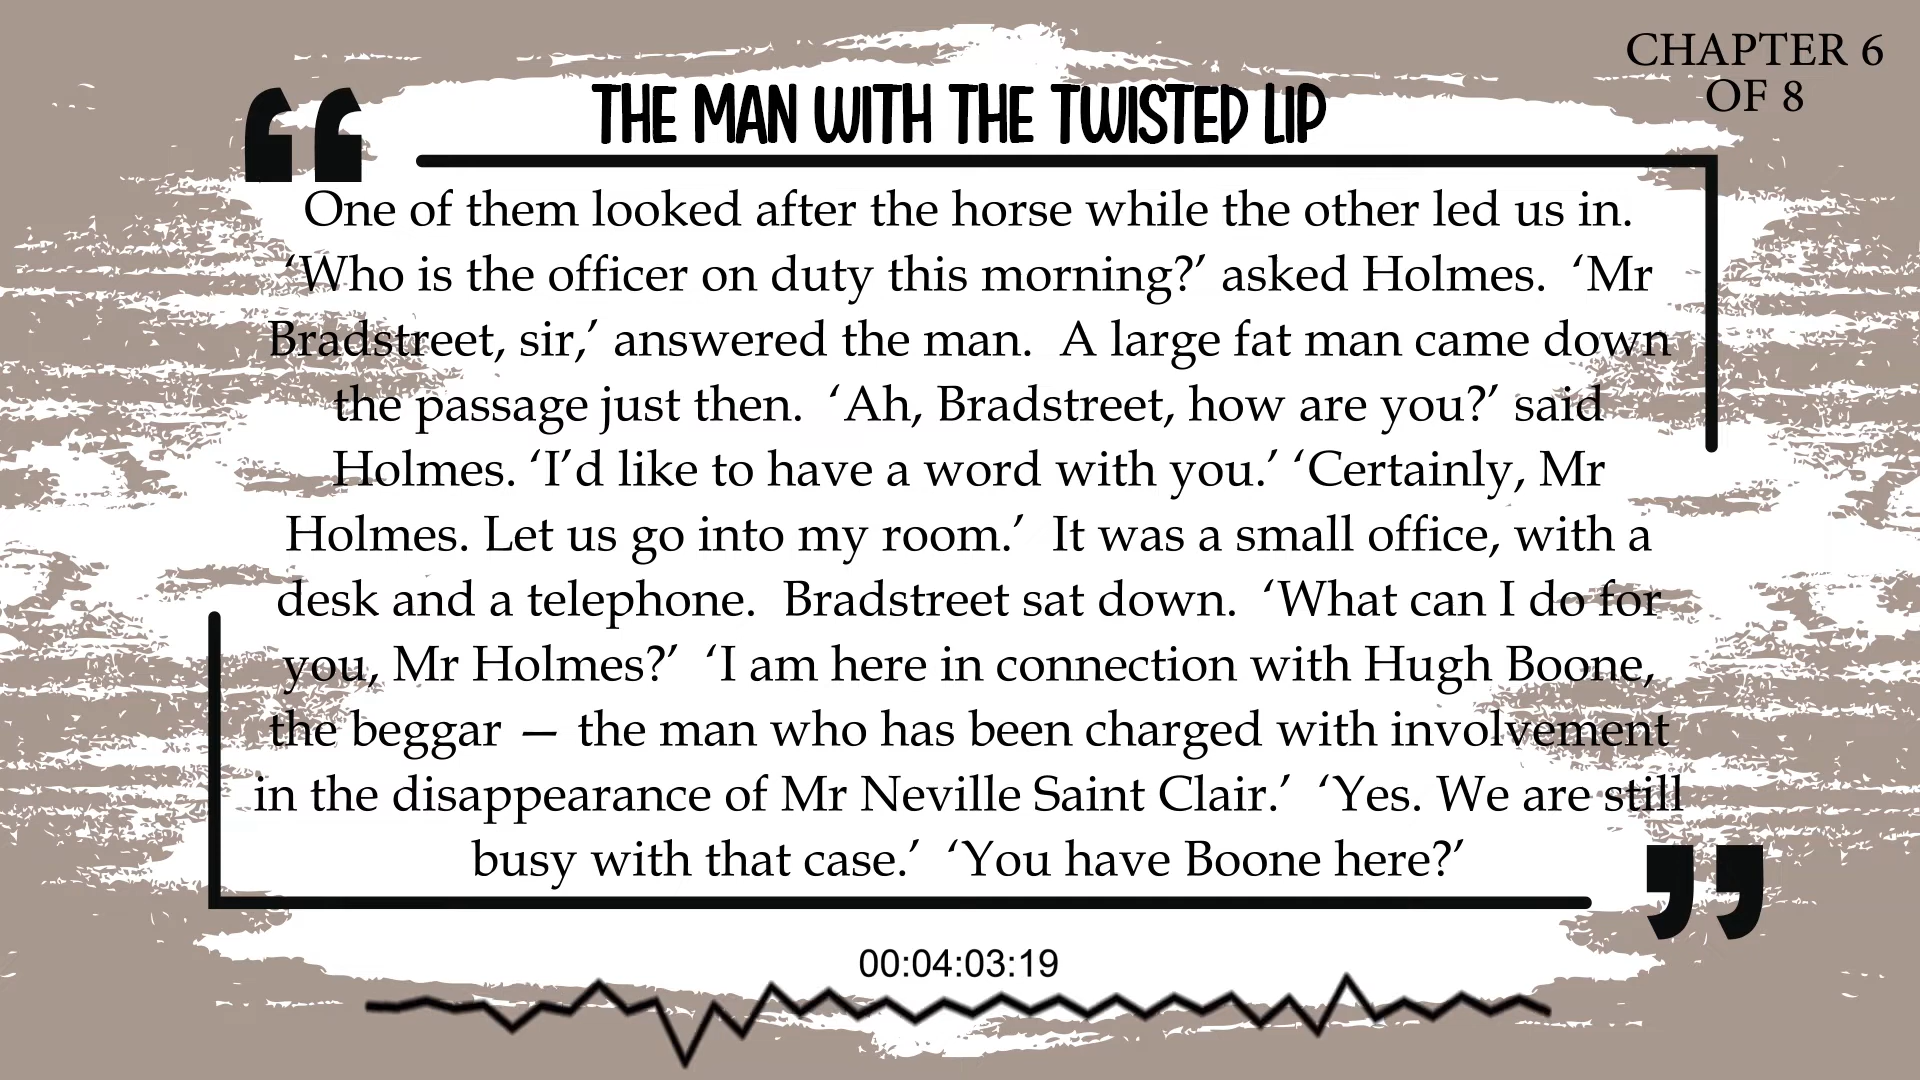 CHAPTER 6
OF 8
THE MAN WITH THE TWISTED LIP
One of them looked after the horse while the other led us in.
‘Who is the officer on duty this morning?’ asked Holmes.  ‘Mr
Bradstreet, sir,’ answered the man.  A large fat man came down
the passage just then.  ‘Ah, Bradstreet, how are you?’ said
Holmes. ‘I’d like to have a word with you.’ ‘Certainly, Mr
Holmes. Let us go into my room.’  It was a small office, with a
desk and a telephone.  Bradstreet sat down.  ‘What can I do for
you, Mr Holmes?’  ‘I am here in connection with Hugh Boone,
the beggar — the man who has been charged with involvement
in the disappearance of Mr Neville Saint Clair.’  ‘Yes. We are still
busy with that case.’  ‘You have Boone here?’
00:04:03:19